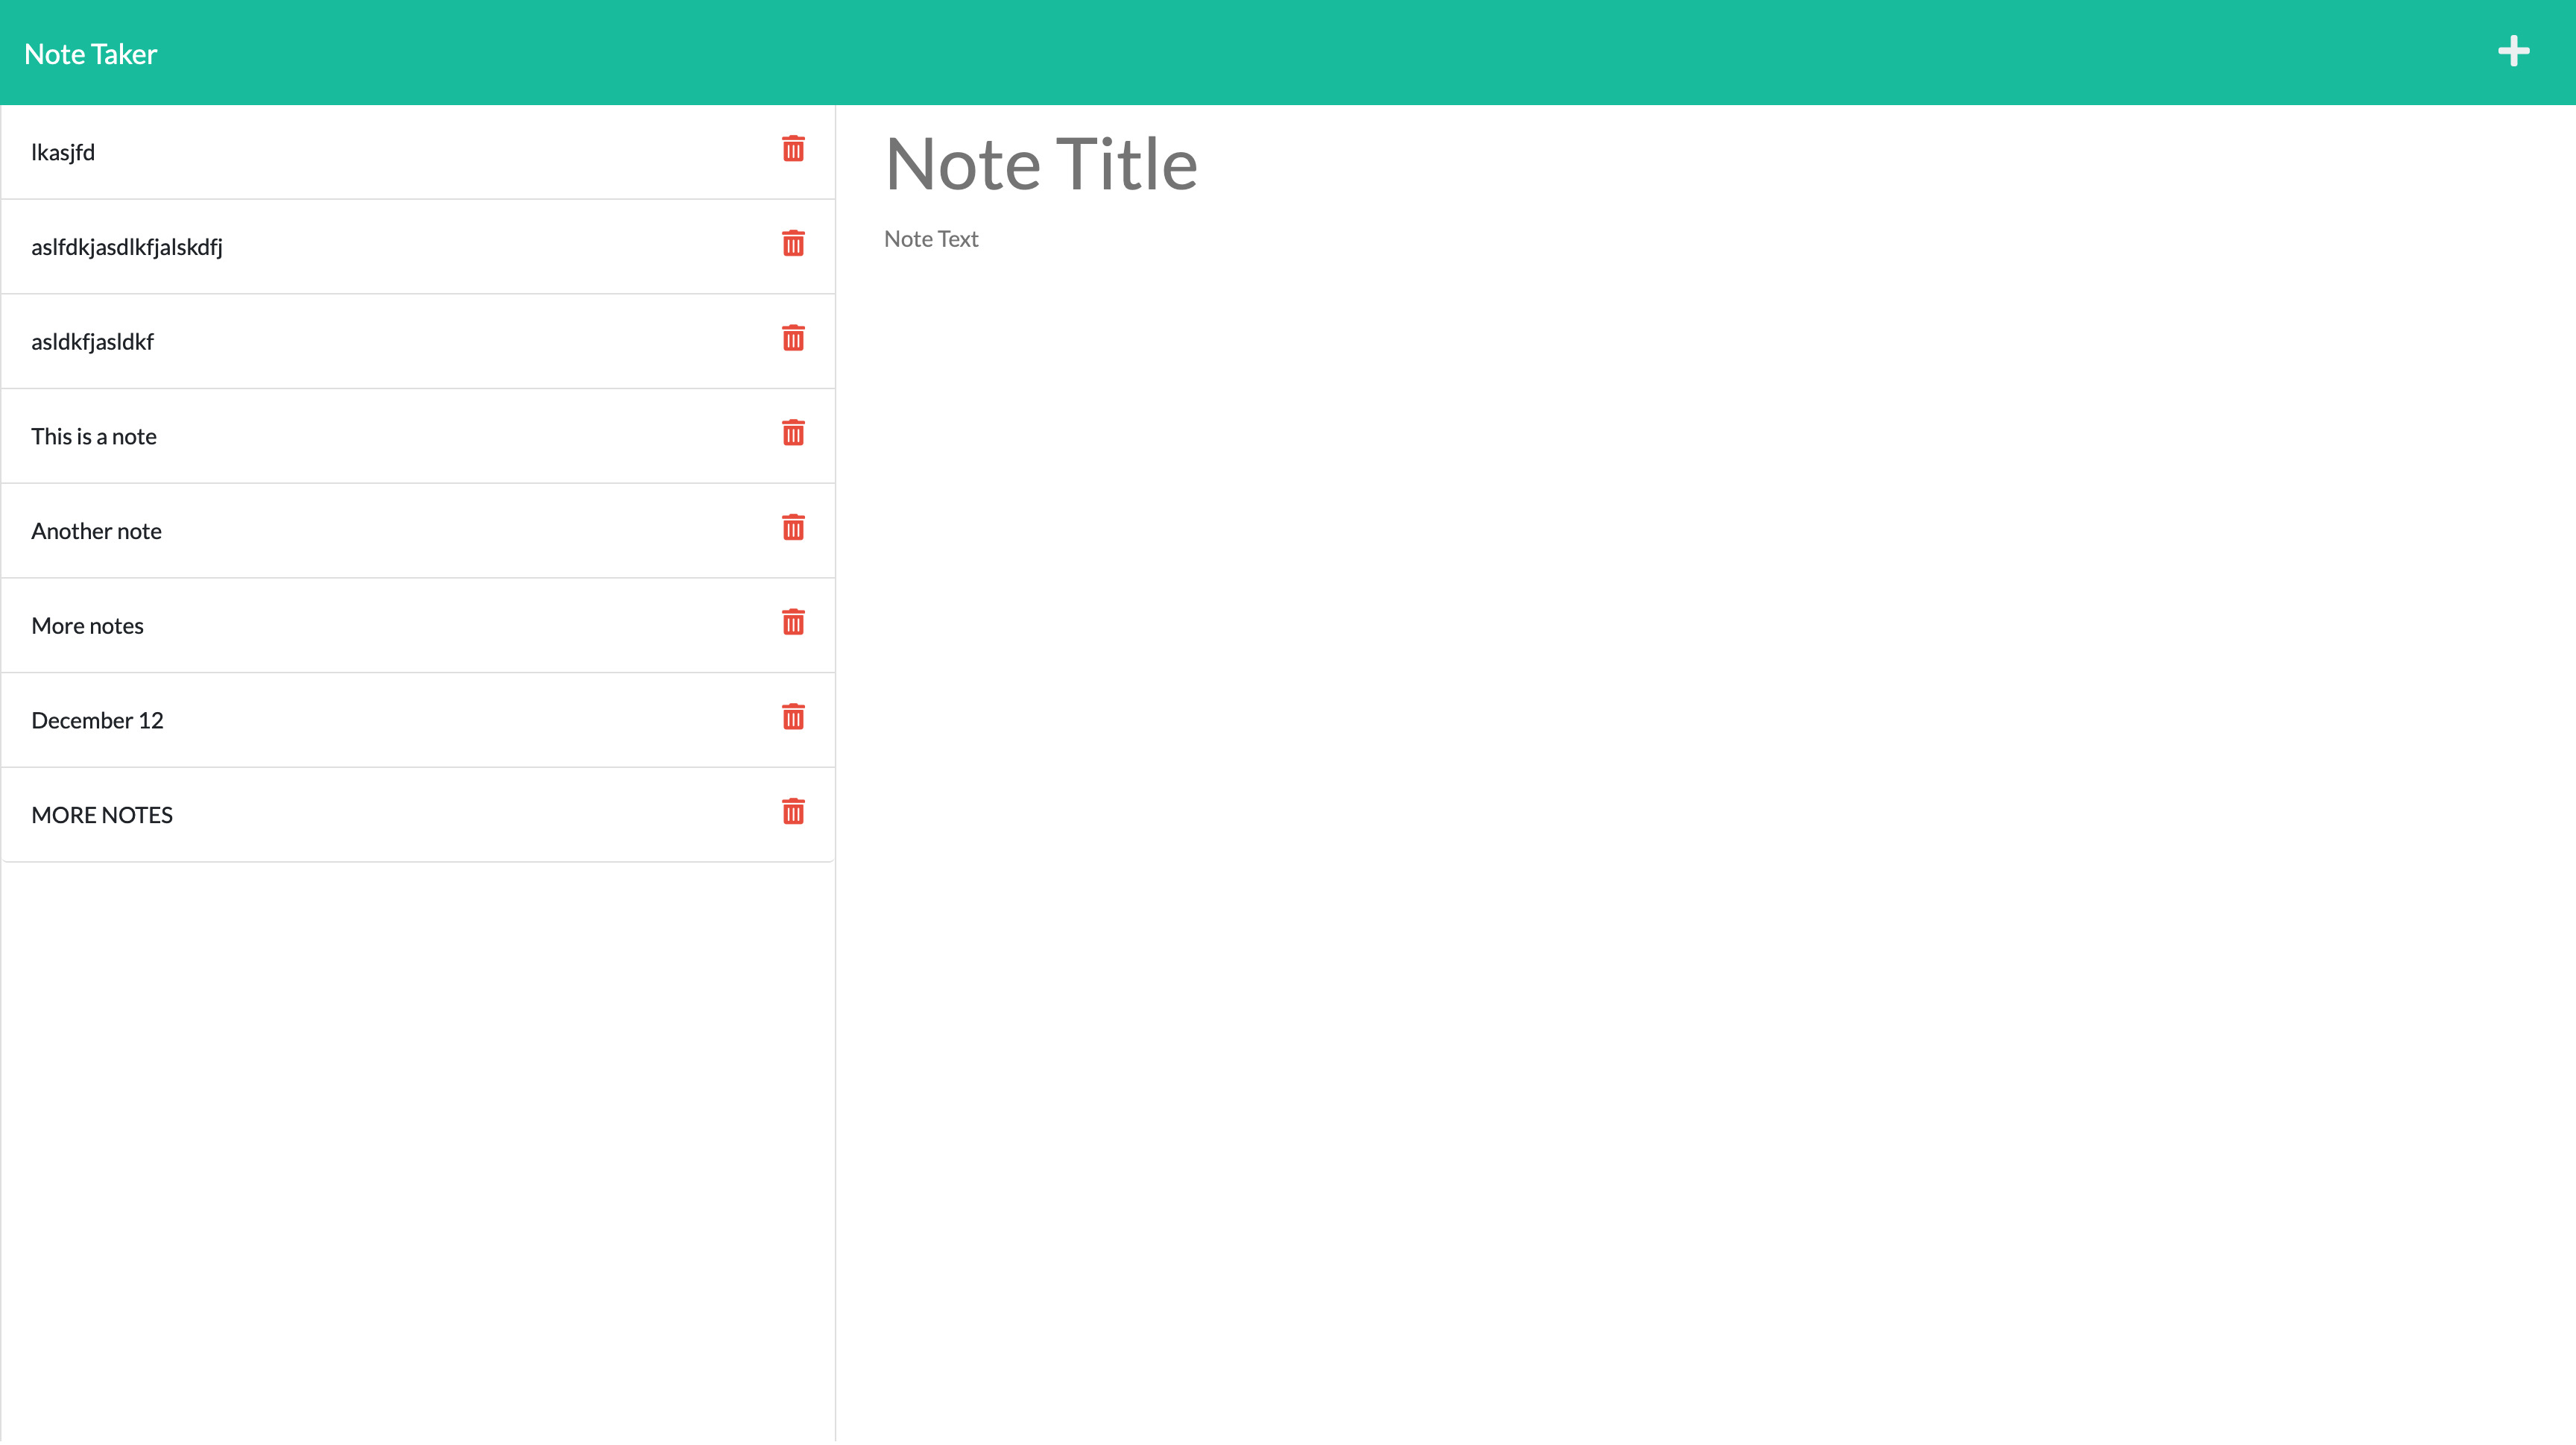 Note Taker
lkasjfd
aslfdkjasdlkfjalskdfj
asldkfjasldkf
This is a note
Another note
More notes
December 12
MORE NOTES
Note Title
Note Text